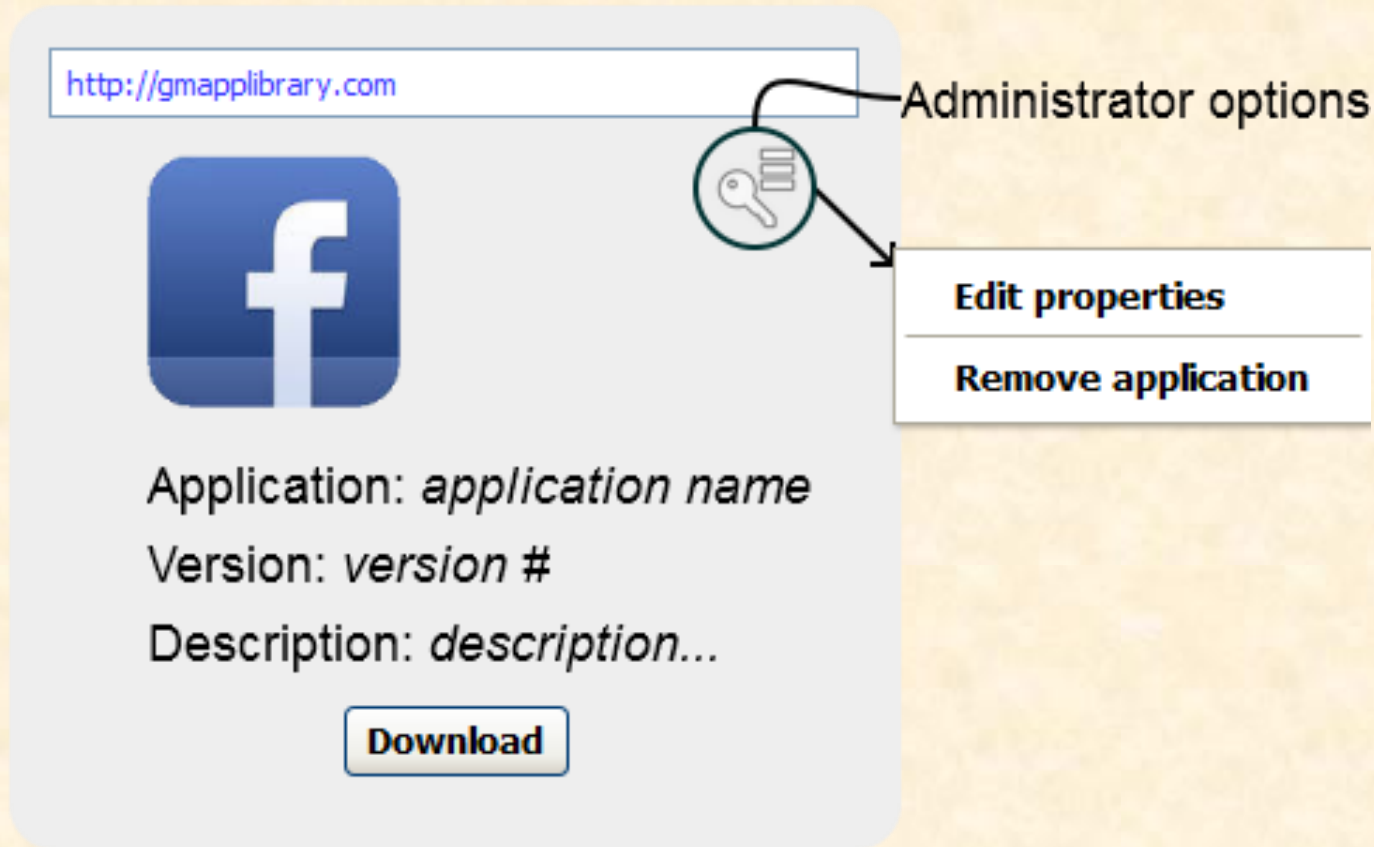 http://gmapplibrary.com
Administrator options
f
Edit properties
Remove application
Application: application name
Version: version #
Description: description...
Download